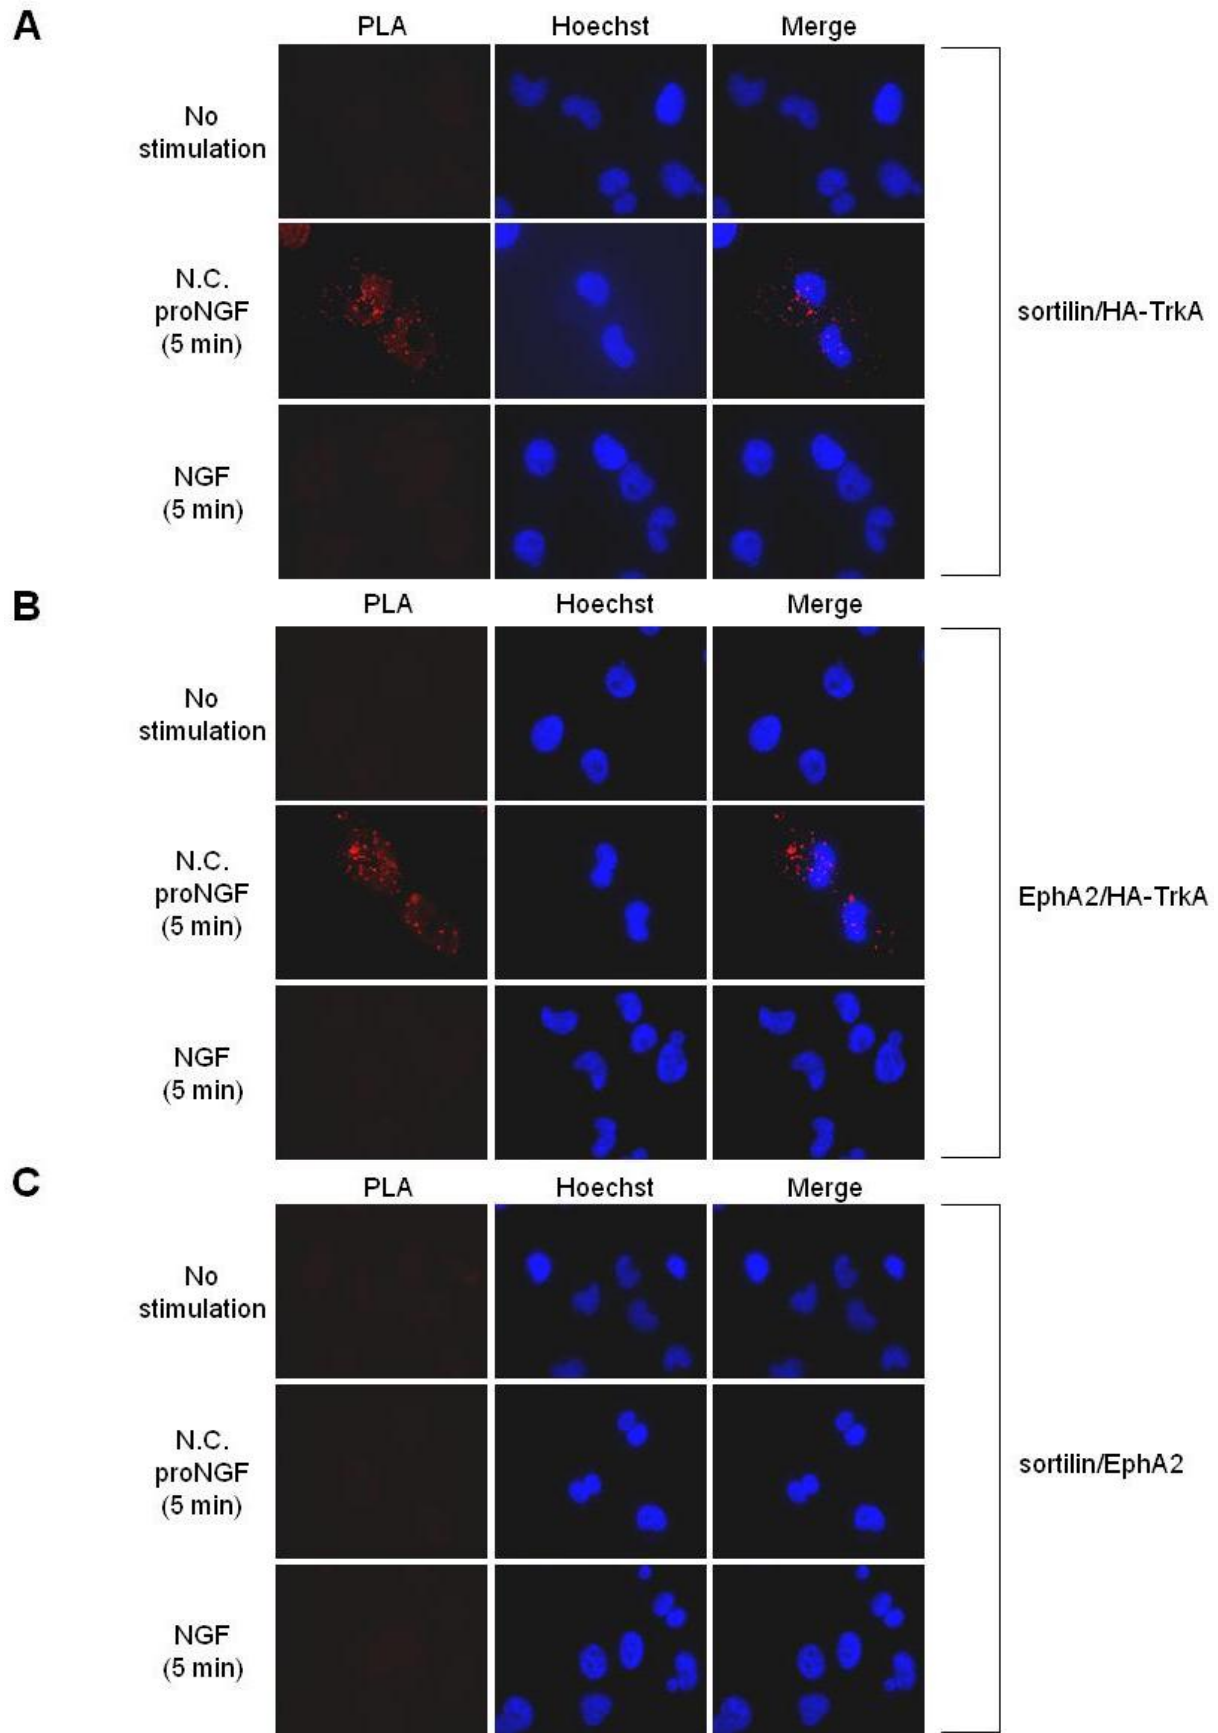 A
PLA
Hoechst
Merge
No
stimulation
N.C.
proNGF
(5 min)
NGF
(5 min)
sortilin/HA-TrkA
B
PLA
Hoechst
Merge
No
stimulation
N.C.
proNGF
(5 min)
NGF
(5 min)
EphA2/HA-TrkA
C
PLA
Hoechst
Merge
No
stimulation
N.C.
proNGF
(5 min)
NGF
(5 min)
sortilin/EphA2